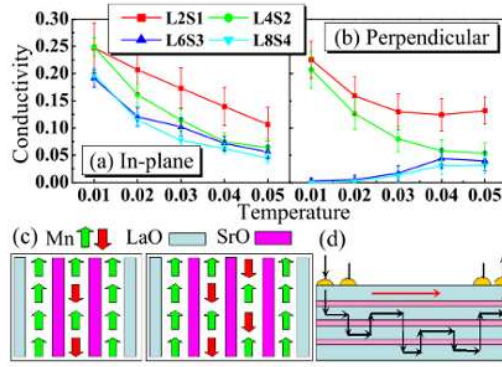 L2S1 L4S2
L6S3 L8S4
(b) Perpendicular
Conductivity
0.30
0.25
0.20
0.15
0.10
0.05
0.00
(a) In-plane
0.01 0.02 0.03 0.04 0.05 0.01 0.02 0.03 0.04 0.05
Temperature
(c) Mn LaO SrO (d)